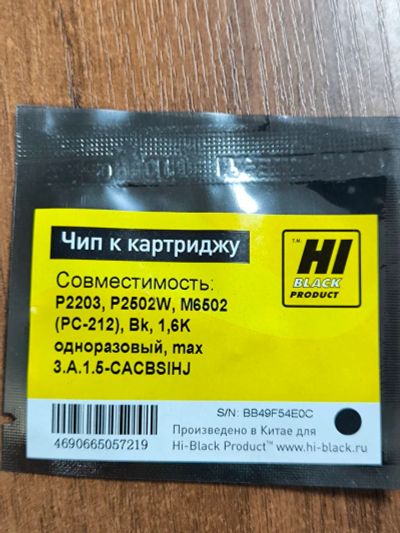 Чип к картриджу
T.M.
HI
BLACK
PRODUCT
Совместимость:
P2203, P2502W, M6502
(PC-212), Bk, 1,6K
одноразовый, max
3.A.1.5-CACBSIHJ
S/N: BB49F54E0C
Произведено в Китае для
Hi-Black Product™ www.hi-black.ru
4690665057219